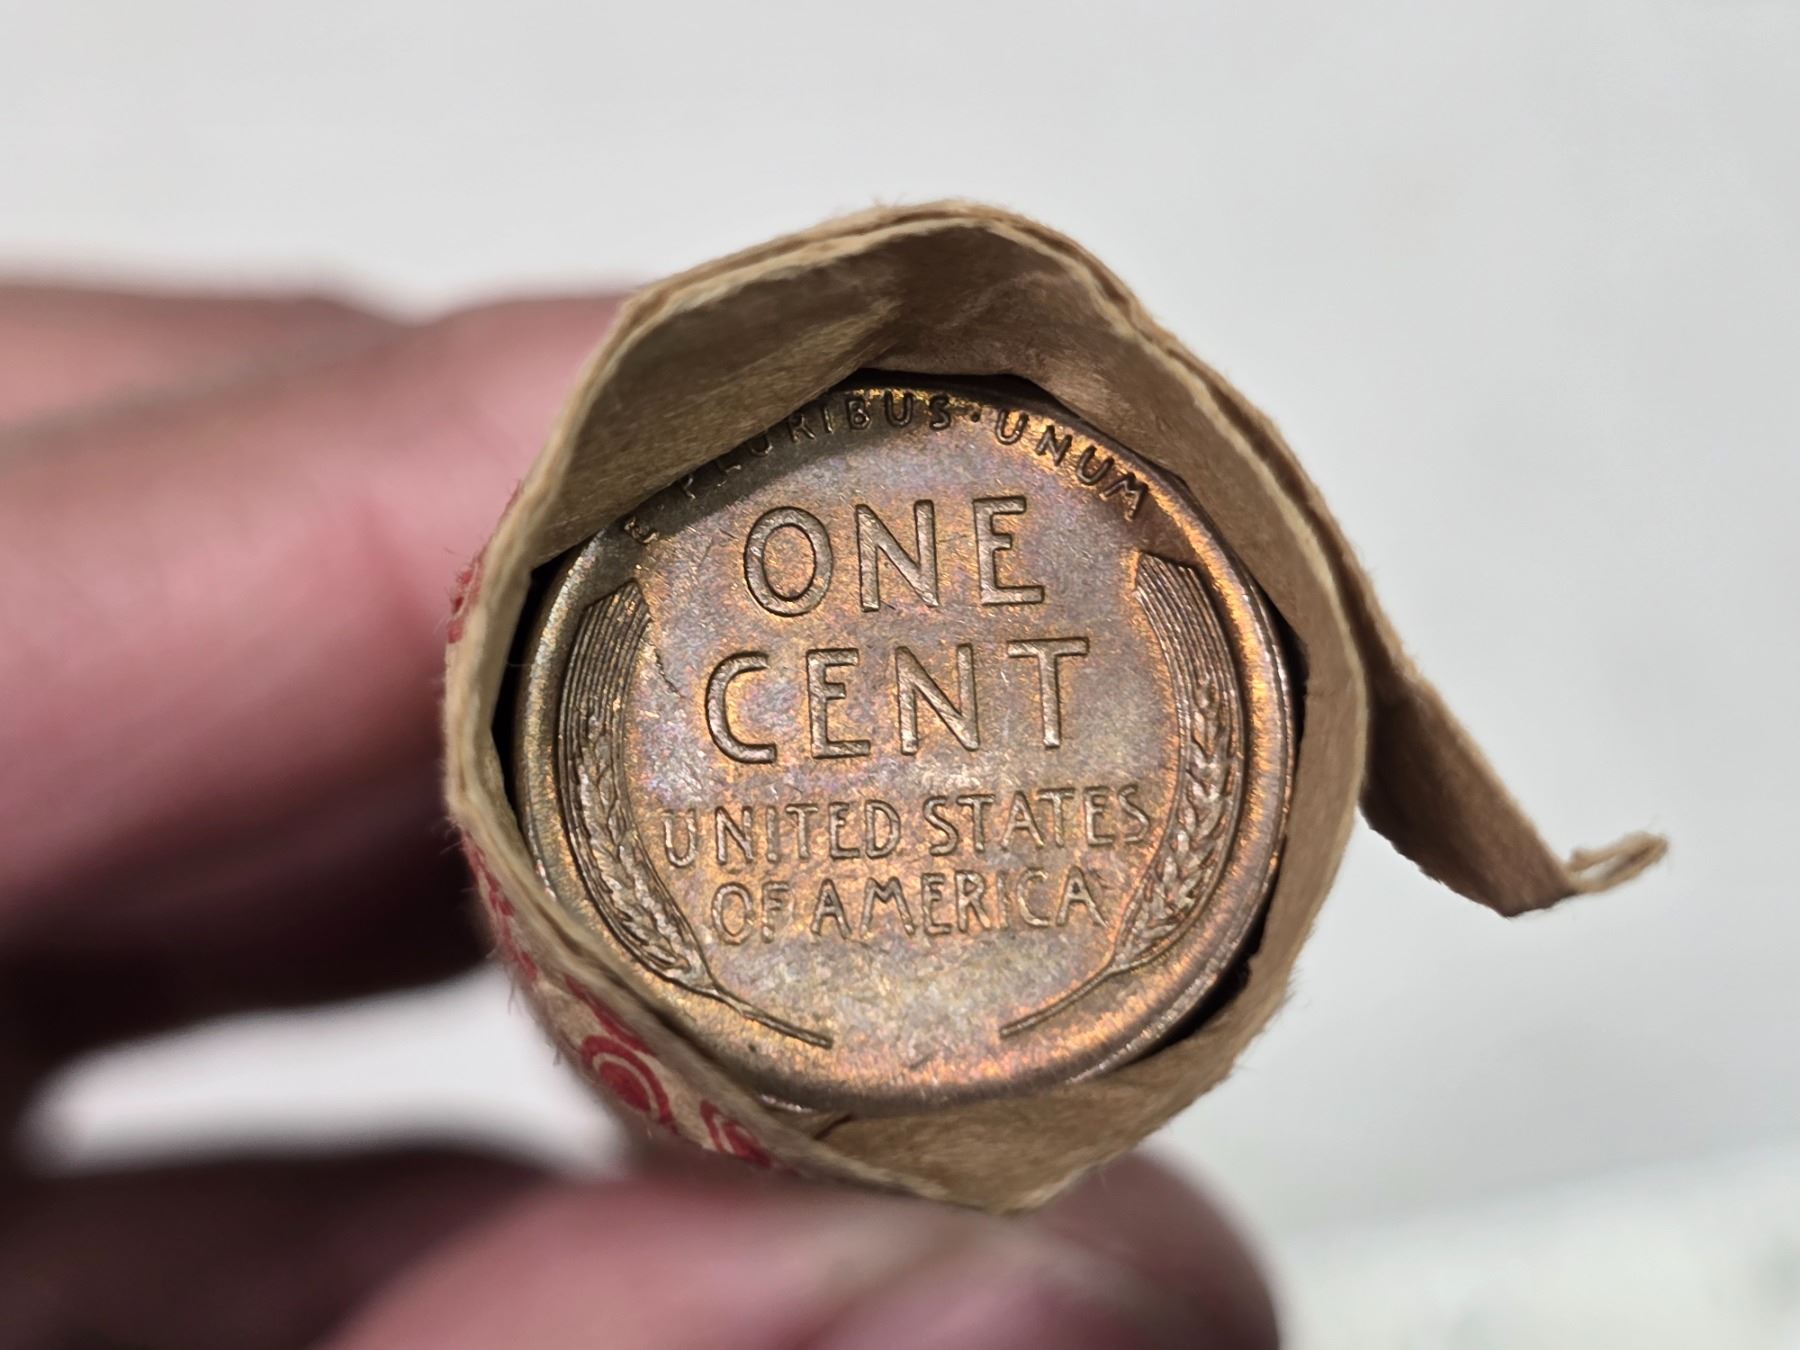 E PLURIBUS · UNUM
ONE
CENT
UNITED STATES
OF AMERICA